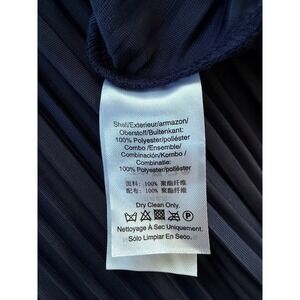 Shell/Exterieur/armazon/
Oberstoff/Buitenkant:
100% Polyester/poliéster
Combo /Ensemble/
Combinación/Kombo /
Combinatie:
100% Polyester/poliéster
面料: 100% 聚酯纤维
配布: 100% 聚酯纤维
Dry Clean Only.
Nettoyage À Sec Uniquement.
Sólo Limpiar En Seco.